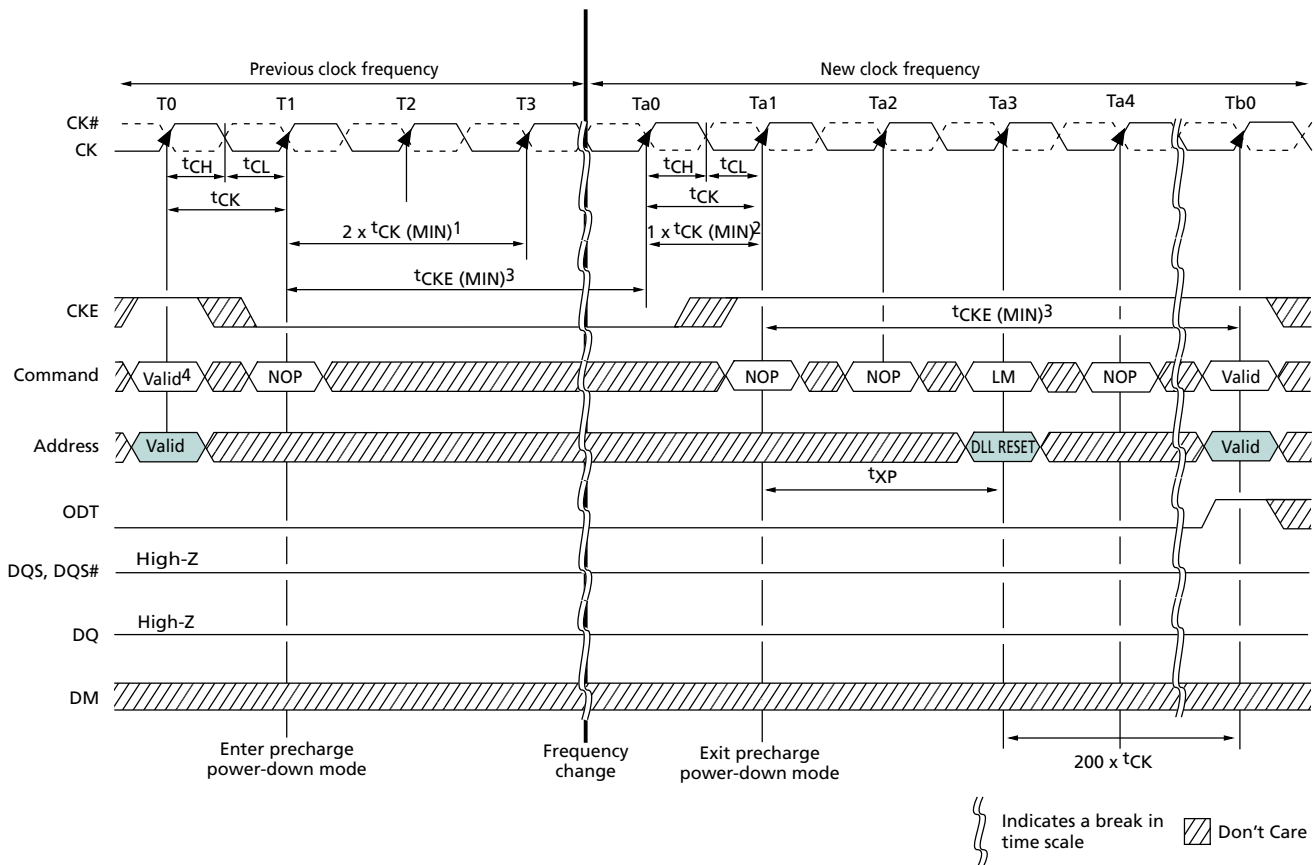 Previous clock frequency New clock frequency
T0 T1 T2 T3 Ta0 Ta1 Ta2 Ta3 Ta4 Tb0
CK#
CK
tCH tCL tCH tCL
tCK tCK
2 x tCK (MIN)1 1 x tCK (MIN)2
tCKE (MIN)3
CKE
tCKE (MIN)3
Command Valid4 NOP NOP NOP LM NOP Valid
Address Valid DLL RESET Valid
tXP
ODT
DQS, DQS# High-Z
DQ High-Z
DM
Enter precharge
power-down mode
Frequency
change
Exit precharge
power-down mode
200 x tCK
Indicates a break in
time scale
Don't Care